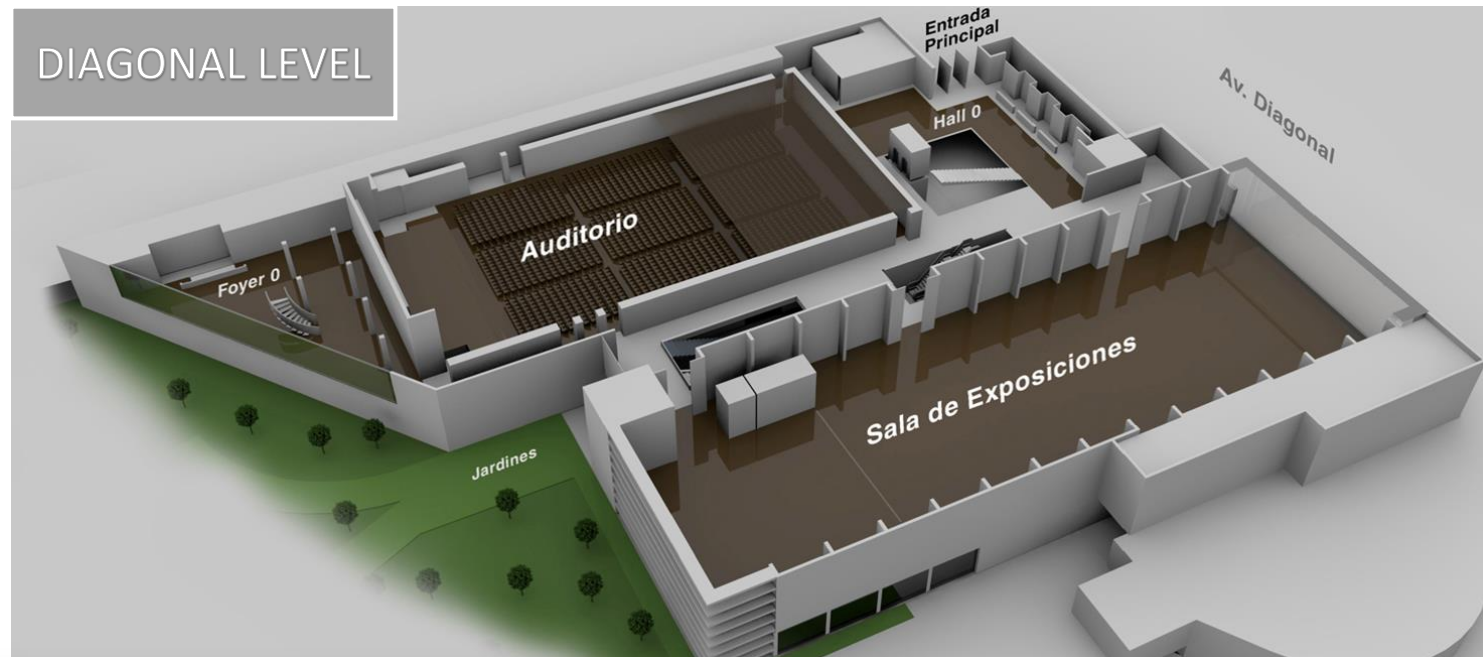 DIAGONAL LEVEL
Entrada
Principal
Av. Diagonal
Hall 0
Auditorio
Foyer 0
Sala de Exposiciones
Jardines